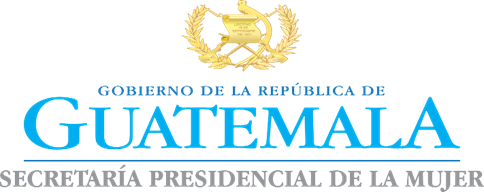 GOBIERNO DE LA REPÚBLICA DE
GUATEMALA
SECRETARÍA PRESIDENCIAL DE LA MUJER